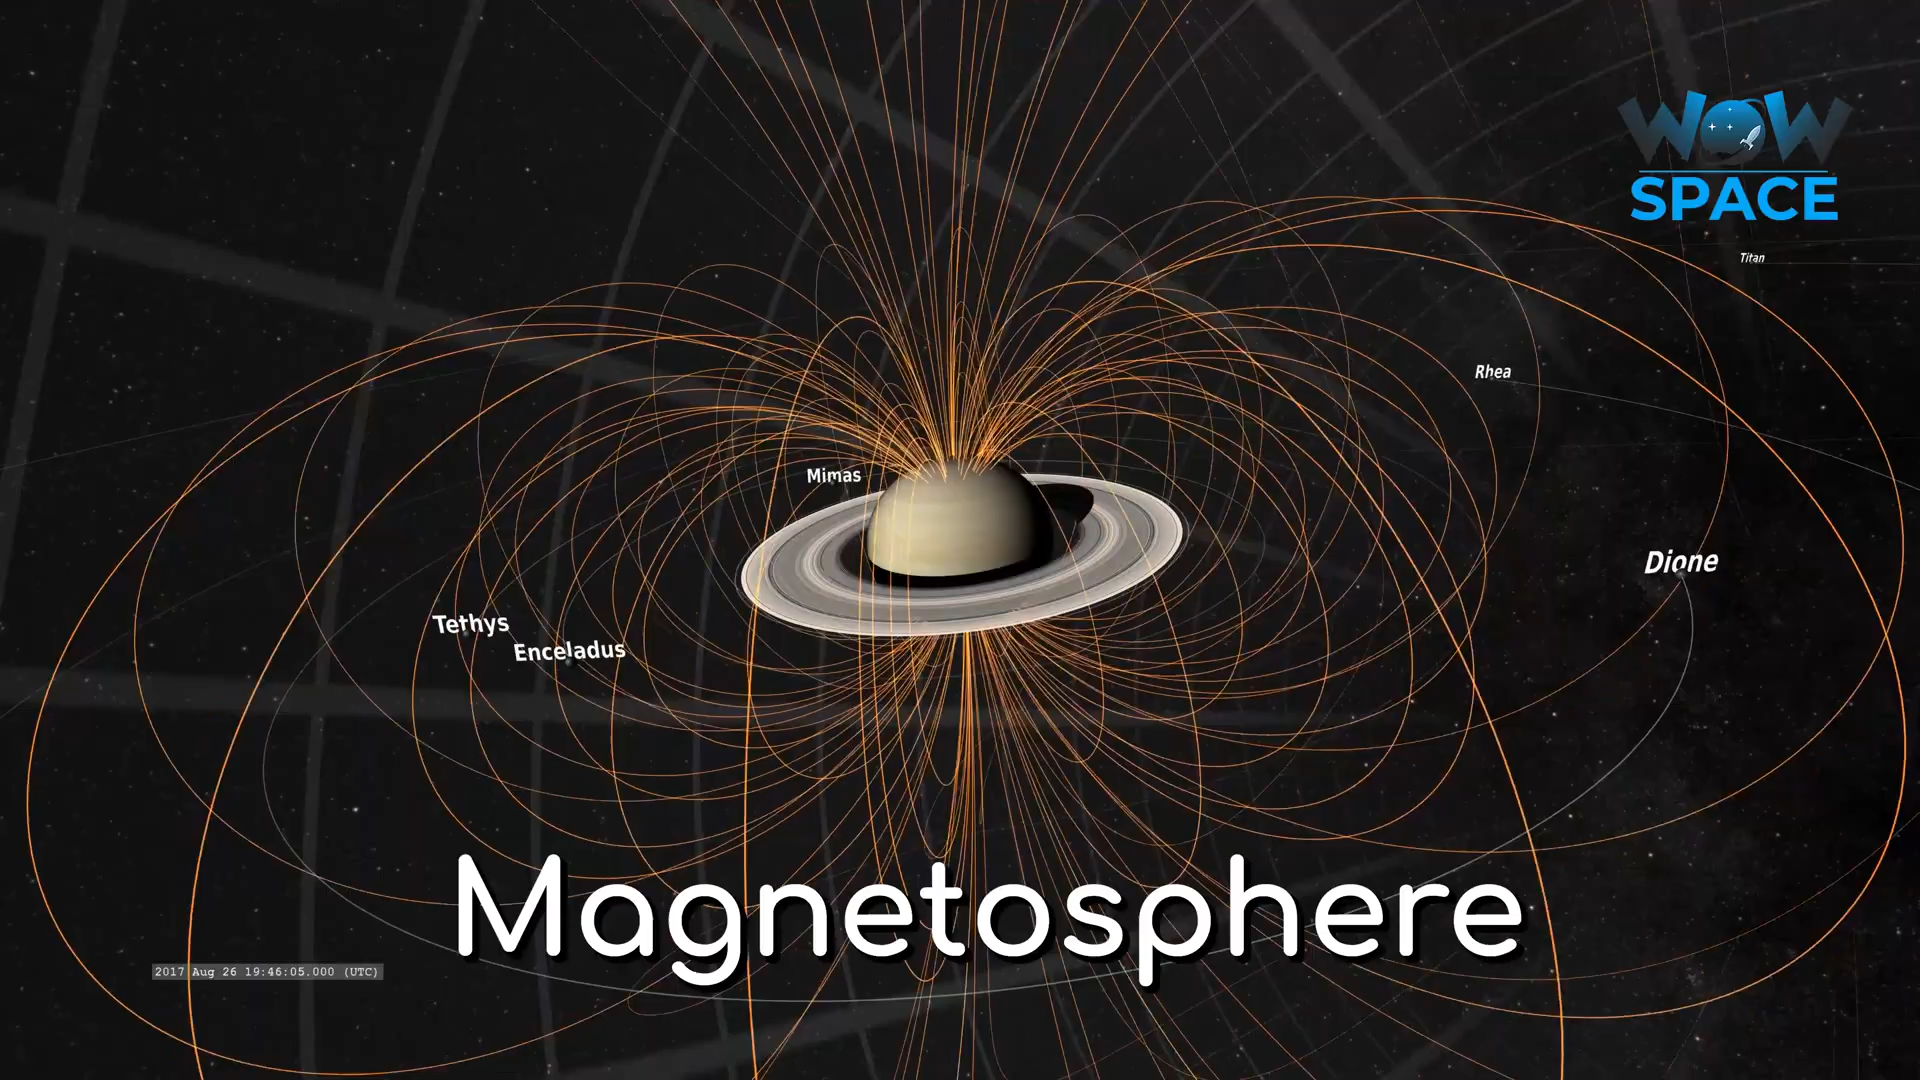 WOW
SPACE
Titan
Rhea
Mimas
Dione
Tethys
Enceladus
Magnetosphere
2017 Aug 26 19:46:05.000 (UTC)